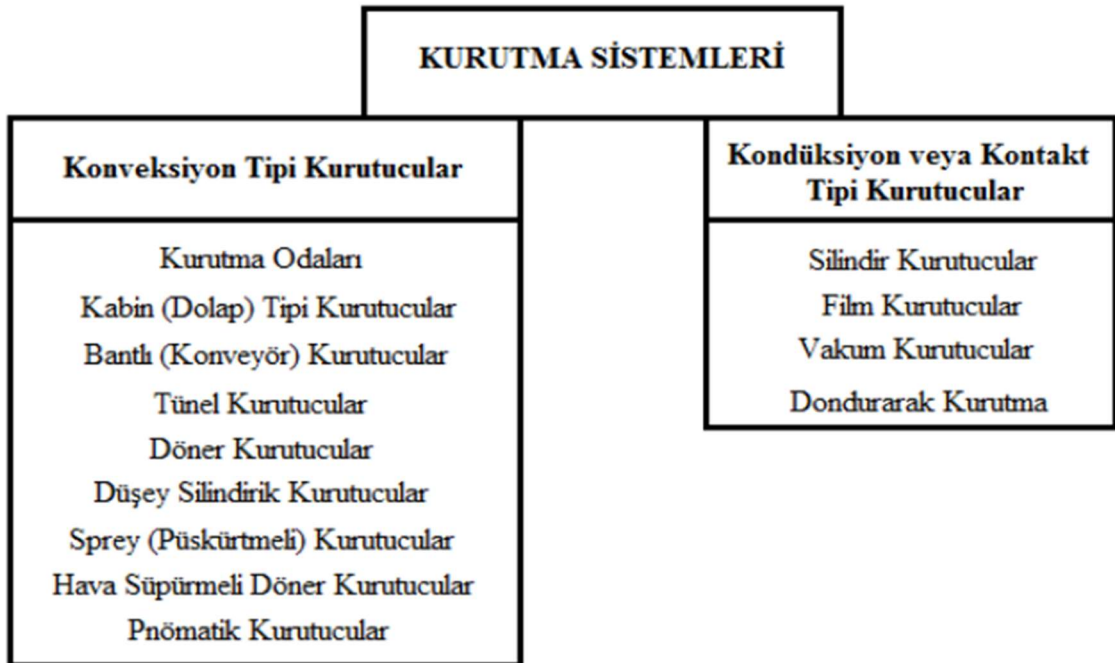 KURUTMA SİSTEMLERİ
Konveksiyon Tipi Kurutucular
Kurutma Odaları
Kabin (Dolap) Tipi Kurutucular
Bantlı (Konveyör) Kurutucular
Tünel Kurutucular
Döner Kurutucular
Düşey Silindirik Kurutucular
Sprey (Püskürtmeli) Kurutucular
Hava Süpürmeli Döner Kurutucular
Pnömatik Kurutucular
Kondüksiyon veya Kontakt
Tipi Kurutucular
Silindir Kurutucular
Film Kurutucular
Vakum Kurutucular
Dondurarak Kurutma